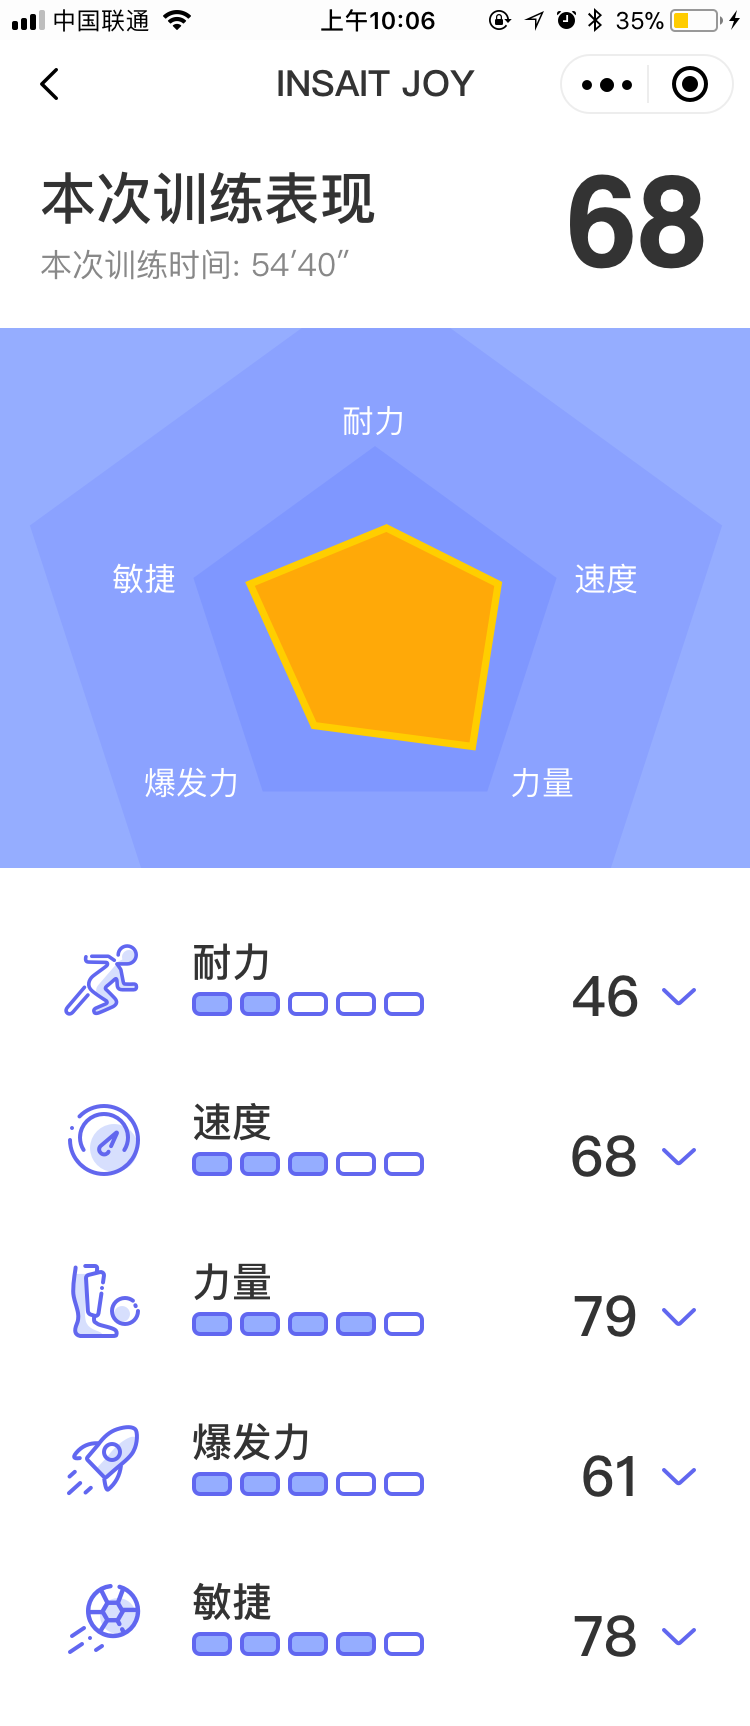 中国联通 上午10:06 35%
INSAIT JOY
本次训练表现 68
本次训练时间: 54′40″
耐力
敏捷 速度
爆发力 力量
耐力 46
速度 68
力量 79
爆发力 61
敏捷 78